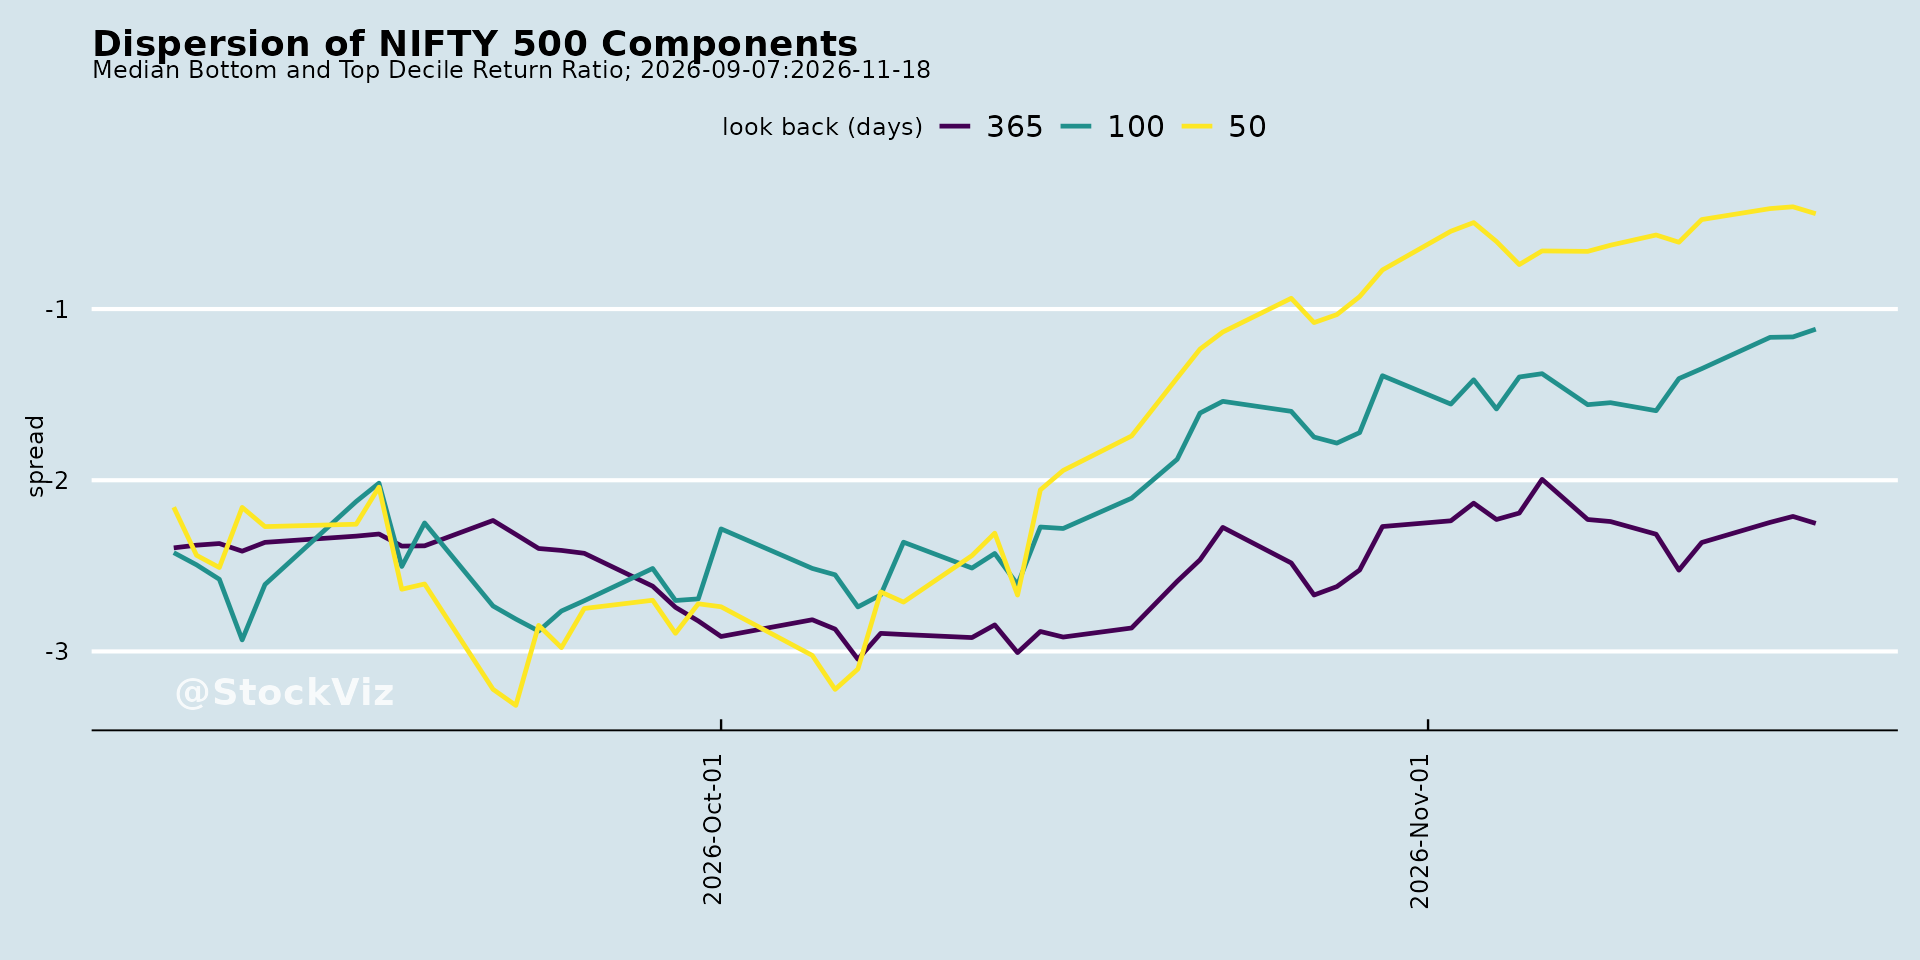 Dispersion of NIFTY 500 Components
Median Bottom and Top Decile Return Ratio; 2026-09-07:2026-11-18
look back (days) 365 100 50
-1
-2
-3
spread
@StockViz
2026-Oct-01
2026-Nov-01